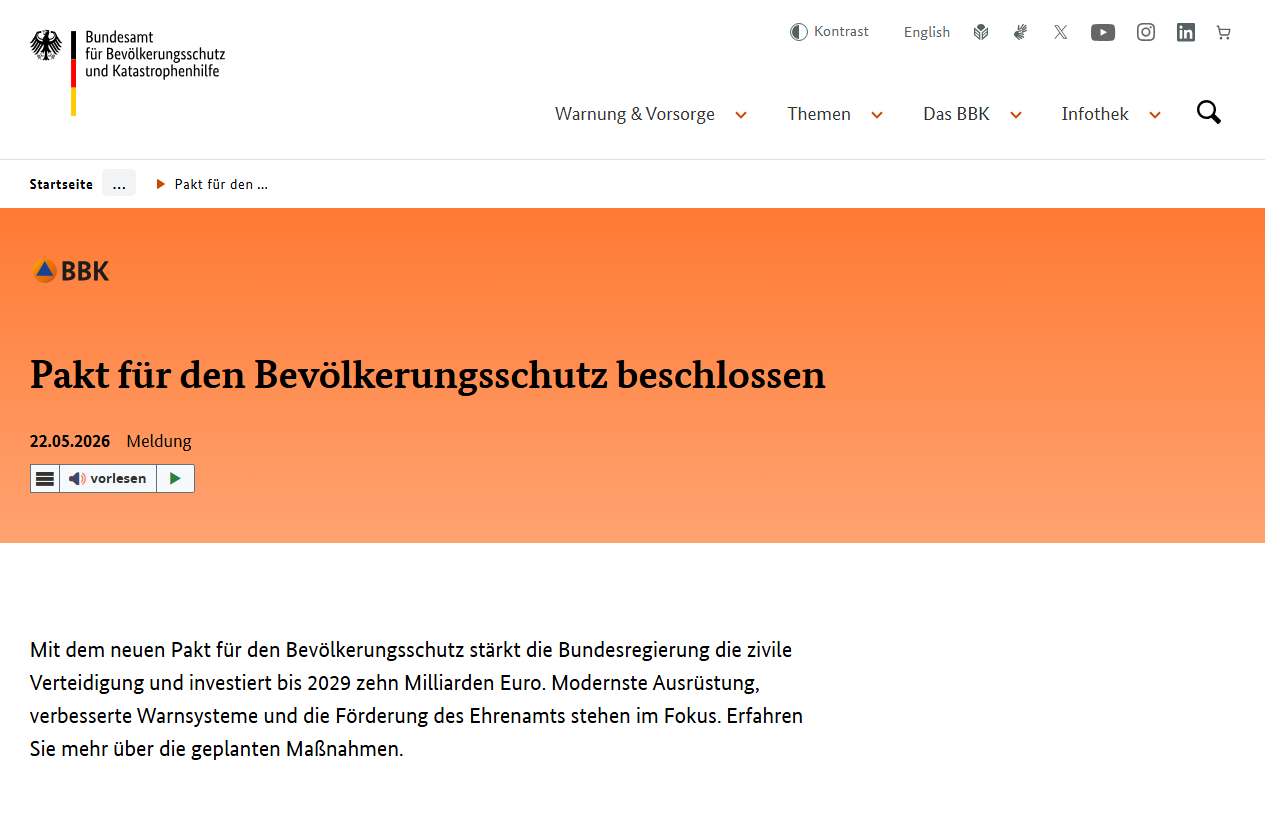 Bundesamt
für Bevölkerungsschutz
und Katastrophenhilfe
Kontrast
English
Warnung & Vorsorge
Themen
Das BBK
Infothek
Startseite
...
Pakt für den ...
BBK
Pakt für den Bevölkerungsschutz beschlossen
22.05.2026 Meldung
vorlesen
Mit dem neuen Pakt für den Bevölkerungsschutz stärkt die Bundesregierung die zivile
Verteidigung und investiert bis 2029 zehn Milliarden Euro. Modernste Ausrüstung,
verbesserte Warnsysteme und die Förderung des Ehrenamts stehen im Fokus. Erfahren
Sie mehr über die geplanten Maßnahmen.